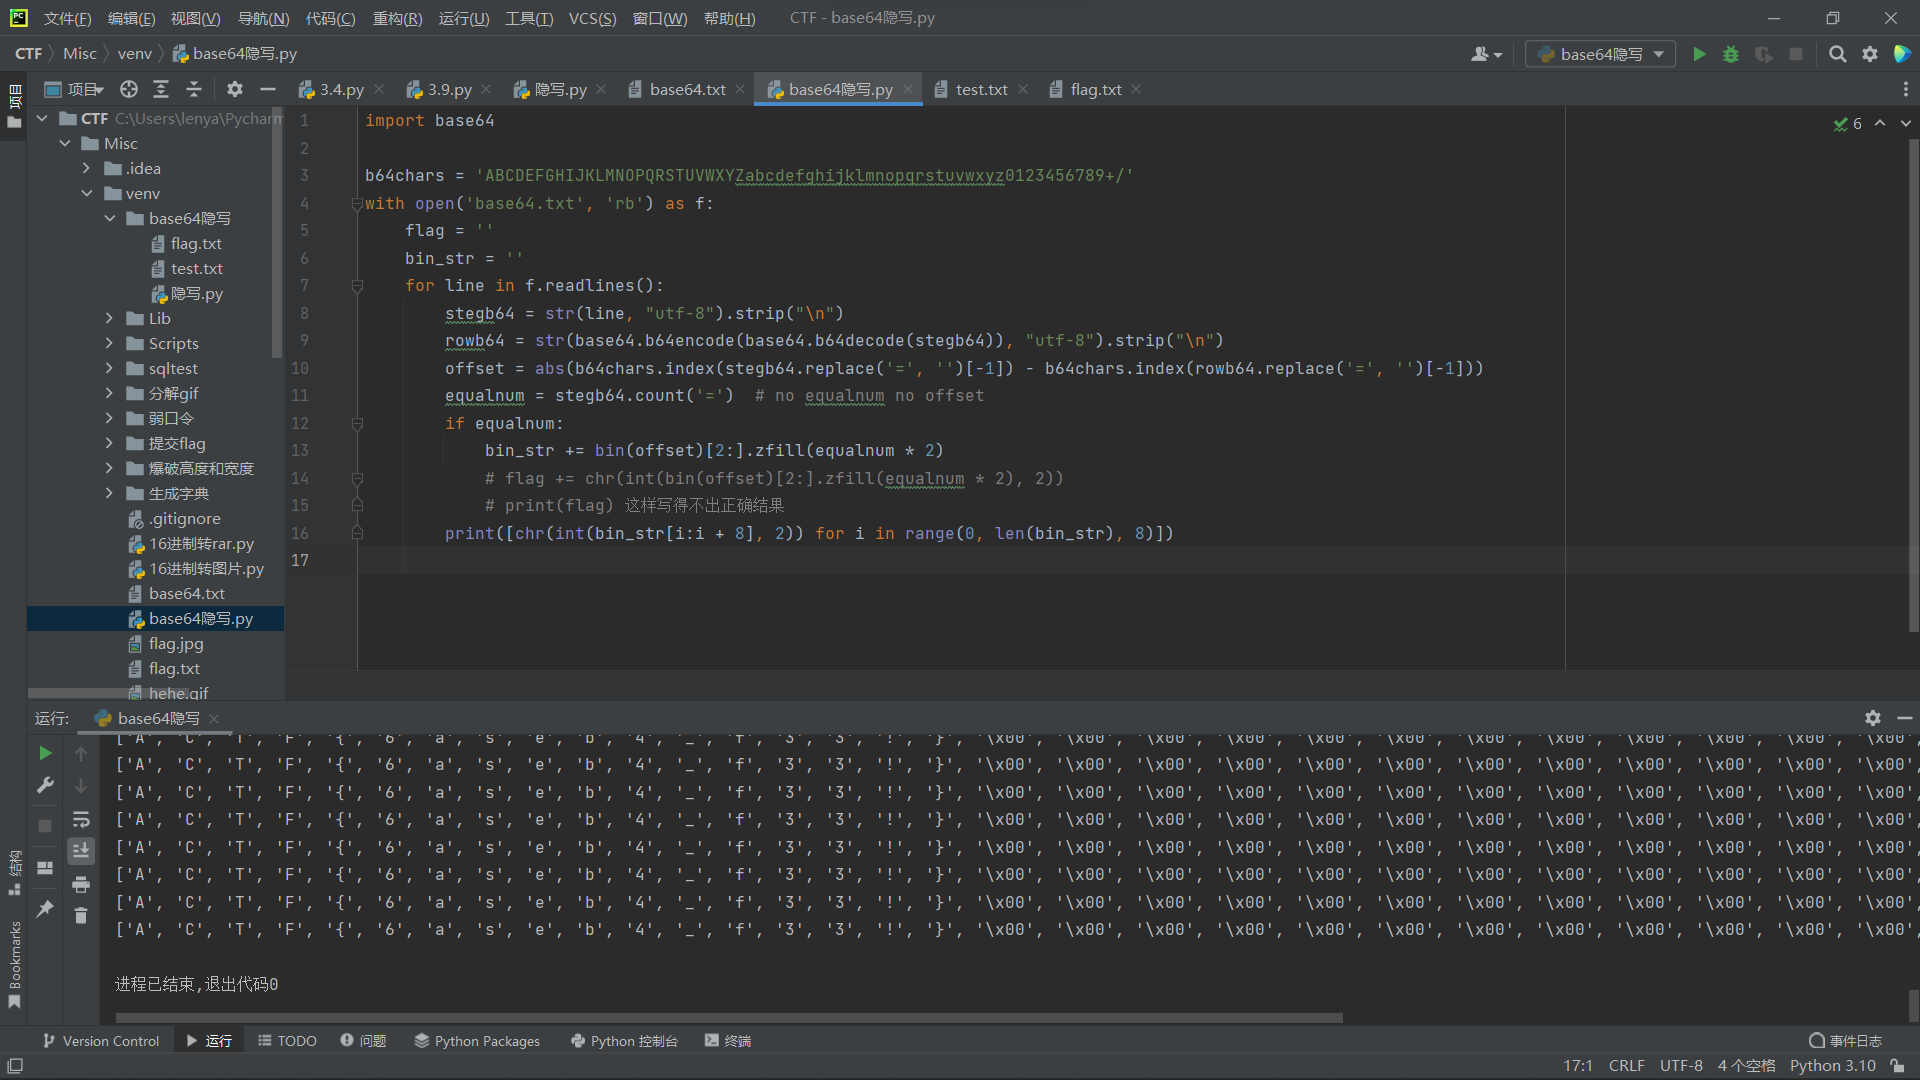 文件(F) 编辑(E) 视图(V) 导航(N) 代码(C) 重构(R) 运行(U) 工具(T) VCS(S) 窗口(W) 帮助(H) CTF - base64隐写.py
CTF Misc venv base64隐写.py base64隐写
项目 3.4.py 3.9.py 隐写.py base64.txt base64隐写.py test.txt flag.txt
项目
CTF C:\Users\lenya\Pycharm
Misc
.idea
venv
base64隐写
flag.txt
test.txt
隐写.py
Lib
Scripts
sqltest
分解gif
弱口令
提交flag
爆破高度和宽度
生成字典
.gitignore
16进制转rar.py
16进制转图片.py
base64.txt
base64隐写.py
flag.jpg
flag.txt
hehe.gif
6
1 import base64
2
3 b64chars = 'ABCDEFGHIJKLMNOPQRSTUVWXYZabcdefghijklmnopqrstuvwxyz0123456789+/'
4 with open('base64.txt', 'rb') as f:
5 flag = ''
6 bin_str = ''
7 for line in f.readlines():
8 stegb64 = str(line, "utf-8").strip("\n")
9 rowb64 = str(base64.b64encode(base64.b64decode(stegb64)), "utf-8").strip("\n")
10 offset = abs(b64chars.index(stegb64.replace('=', '')[-1]) - b64chars.index(rowb64.replace('=', '')[-1]))
11 equalnum = stegb64.count('=')  # no equalnum no offset
12 if equalnum:
13 bin_str += bin(offset)[2:].zfill(equalnum * 2)
14 # flag += chr(int(bin(offset)[2:].zfill(equalnum * 2), 2))
15 # print(flag) 这样写得不出正确结果
16 print([chr(int(bin_str[i:i + 8], 2)) for i in range(0, len(bin_str), 8)])
17
运行: base64隐写
['A', 'C', 'T', 'F', '{', '6', 'a', 's', 'e', 'b', '4', '_', 'f', '3', '3', '!', '}', '\x00', '\x00', '\x00', '\x00', '\x00', '\x00', '\x00', '\x00', '\x00', '\x00', '\x00', '\x00',
['A', 'C', 'T', 'F', '{', '6', 'a', 's', 'e', 'b', '4', '_', 'f', '3', '3', '!', '}', '\x00', '\x00', '\x00', '\x00', '\x00', '\x00', '\x00', '\x00', '\x00', '\x00', '\x00', '\x00',
['A', 'C', 'T', 'F', '{', '6', 'a', 's', 'e', 'b', '4', '_', 'f', '3', '3', '!', '}', '\x00', '\x00', '\x00', '\x00', '\x00', '\x00', '\x00', '\x00', '\x00', '\x00', '\x00', '\x00',
['A', 'C', 'T', 'F', '{', '6', 'a', 's', 'e', 'b', '4', '_', 'f', '3', '3', '!', '}', '\x00', '\x00', '\x00', '\x00', '\x00', '\x00', '\x00', '\x00', '\x00', '\x00', '\x00', '\x00',
['A', 'C', 'T', 'F', '{', '6', 'a', 's', 'e', 'b', '4', '_', 'f', '3', '3', '!', '}', '\x00', '\x00', '\x00', '\x00', '\x00', '\x00', '\x00', '\x00', '\x00', '\x00', '\x00', '\x00',
['A', 'C', 'T', 'F', '{', '6', 'a', 's', 'e', 'b', '4', '_', 'f', '3', '3', '!', '}', '\x00', '\x00', '\x00', '\x00', '\x00', '\x00', '\x00', '\x00', '\x00', '\x00', '\x00', '\x00',
['A', 'C', 'T', 'F', '{', '6', 'a', 's', 'e', 'b', '4', '_', 'f', '3', '3', '!', '}', '\x00', '\x00', '\x00', '\x00', '\x00', '\x00', '\x00', '\x00', '\x00', '\x00', '\x00', '\x00',
['A', 'C', 'T', 'F', '{', '6', 'a', 's', 'e', 'b', '4', '_', 'f', '3', '3', '!', '}', '\x00', '\x00', '\x00', '\x00', '\x00', '\x00', '\x00', '\x00', '\x00', '\x00', '\x00', '\x00',
进程已结束,退出代码0
结构
Bookmarks
Version Control 运行 TODO 问题 Python Packages Python 控制台 终端 事件日志
17:1 CRLF UTF-8 4 个空格 Python 3.10